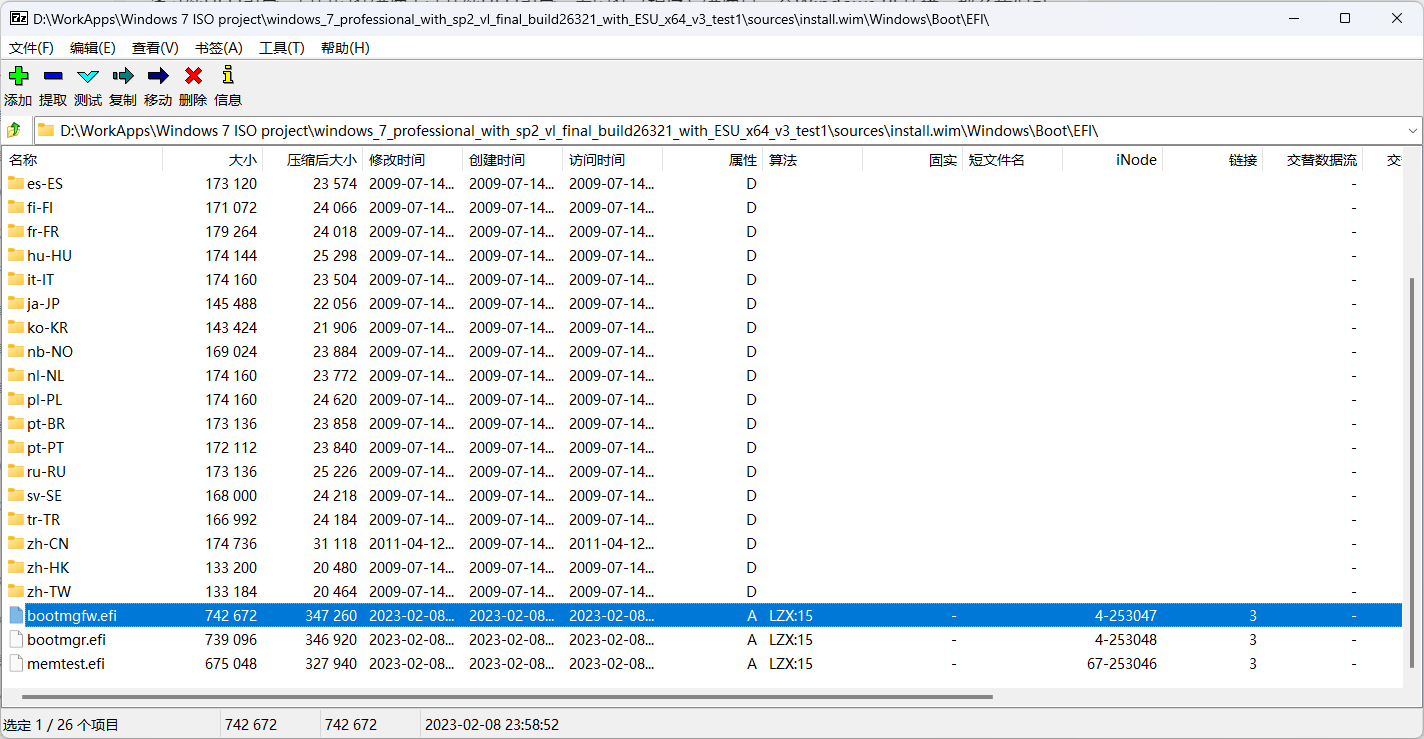 D:\WorkApps\Windows 7 ISO project\windows_7_professional_with_sp2_vl_final_build26321_with_ESU_x64_v3_test1\sources\install.wim\Windows\Boot\EFI\
文件(F) 编辑(E) 查看(V) 书签(A) 工具(T) 帮助(H)
添加 提取 测试 复制 移动 删除 信息
D:\WorkApps\Windows 7 ISO project\windows_7_professional_with_sp2_vl_final_build26321_with_ESU_x64_v3_test1\sources\install.wim\Windows\Boot\EFI\
名称 大小 压缩后大小 修改时间 创建时间 访问时间 属性 算法 固实 短文件名 iNode 链接 交替数据流 交
es-ES 173 120 23 574 2009-07-14... 2009-07-14... 2009-07-14... D -
fi-FI 171 072 24 066 2009-07-14... 2009-07-14... 2009-07-14... D -
fr-FR 179 264 24 018 2009-07-14... 2009-07-14... 2009-07-14... D -
hu-HU 174 144 25 298 2009-07-14... 2009-07-14... 2009-07-14... D -
it-IT 174 160 23 504 2009-07-14... 2009-07-14... 2009-07-14... D -
ja-JP 145 488 22 056 2009-07-14... 2009-07-14... 2009-07-14... D -
ko-KR 143 424 21 906 2009-07-14... 2009-07-14... 2009-07-14... D -
nb-NO 169 024 23 884 2009-07-14... 2009-07-14... 2009-07-14... D -
nl-NL 174 160 23 772 2009-07-14... 2009-07-14... 2009-07-14... D -
pl-PL 174 160 24 620 2009-07-14... 2009-07-14... 2009-07-14... D -
pt-BR 173 136 23 858 2009-07-14... 2009-07-14... 2009-07-14... D -
pt-PT 172 112 23 840 2009-07-14... 2009-07-14... 2009-07-14... D -
ru-RU 173 136 25 226 2009-07-14... 2009-07-14... 2009-07-14... D -
sv-SE 168 000 24 218 2009-07-14... 2009-07-14... 2009-07-14... D -
tr-TR 166 992 24 184 2009-07-14... 2009-07-14... 2009-07-14... D -
zh-CN 174 736 31 118 2011-04-12... 2009-07-14... 2011-04-12... D -
zh-HK 133 200 20 480 2009-07-14... 2009-07-14... 2009-07-14... D -
zh-TW 133 184 20 464 2009-07-14... 2009-07-14... 2009-07-14... D -
bootmgfw.efi 742 672 347 260 2023-02-08... 2023-02-08... 2023-02-08... A LZX:15 - 4-253047 3 -
bootmgr.efi 739 096 346 920 2023-02-08... 2023-02-08... 2023-02-08... A LZX:15 - 4-253048 3 -
memtest.efi 675 048 327 940 2023-02-08... 2023-02-08... 2023-02-08... A LZX:15 - 67-253046 3 -
选定 1 / 26 个项目 742 672 742 672 2023-02-08 23:58:52